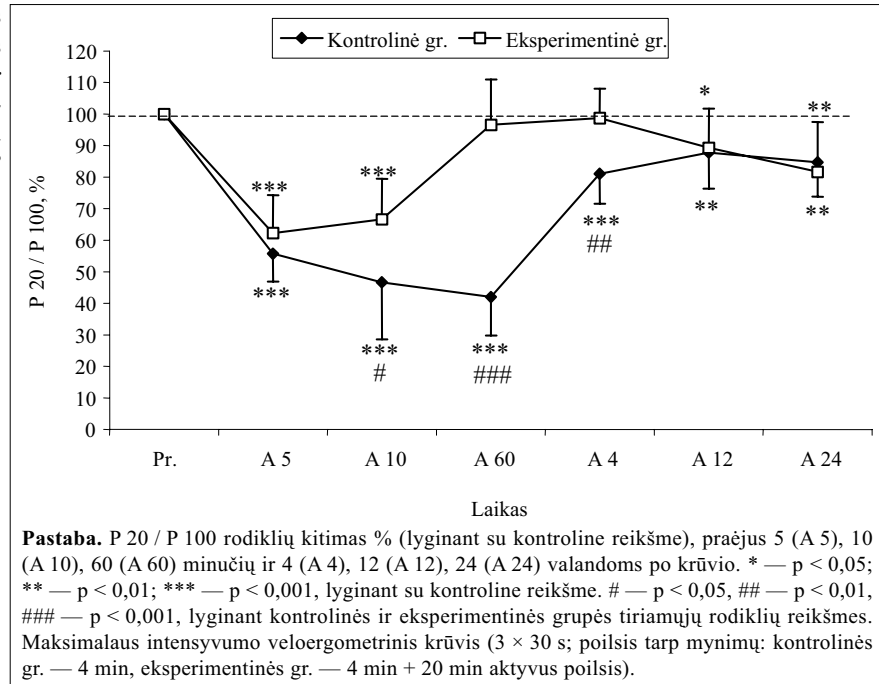 Kontrolinė gr. Eksperimentinė gr.
120
110
100
90
80
70
60
50
40
30
20
10
0
P 20 / P 100, %
*** *** * **
*** *** # *** ### *** ## ** **
Pr. A 5 A 10 A 60 A 4 A 12 A 24
Laikas
Pastaba. P 20 / P 100 rodiklių kitimas % (lyginant su kontroline reikšme), praėjus 5 (A 5), 10
(A 10), 60 (A 60) minučių ir 4 (A 4), 12 (A 12), 24 (A 24) valandoms po krūvio. * — p < 0,05;
** — p < 0,01; *** — p < 0,001, lyginant su kontroline reikšme. # — p < 0,05, ## — p < 0,01,
### — p < 0,001, lyginant kontrolinės ir eksperimentinės grupės tiriamųjų rodiklių reikšmes.
Maksimalaus intensyvumo veloergometrinis krūvis (3 × 30 s; poilsis tarp mynimų: kontrolinės
gr. — 4 min, eksperimentinės gr. — 4 min + 20 min aktyvus poilsis).